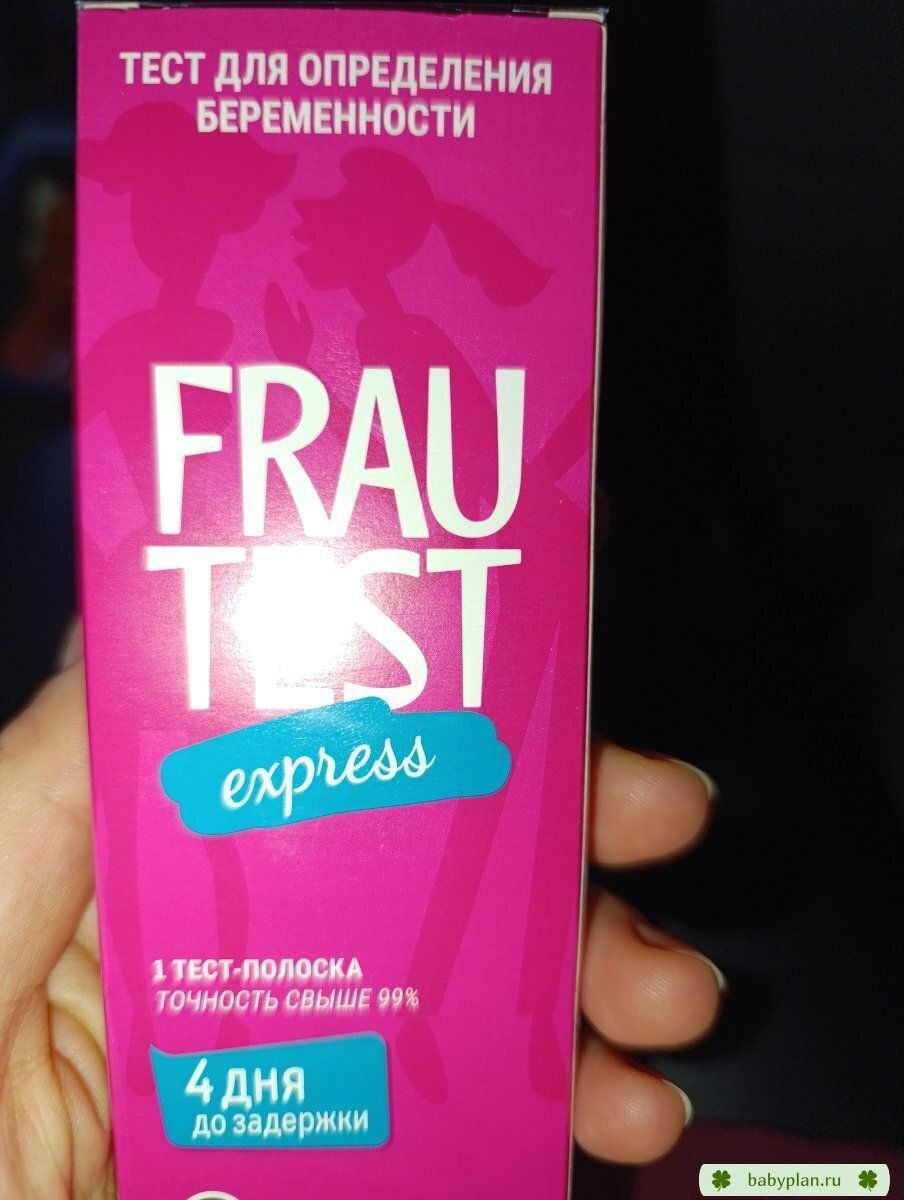 ТЕСТ ДЛЯ ОПРЕДЕЛЕНИЯ
БЕРЕМЕННОСТИ
FRAU
TEST
express
1 ТЕСТ-ПОЛОСКА
ТОЧНОСТЬ СВЫШЕ 99%
4 ДНЯ
до задержки
babyplan.ru